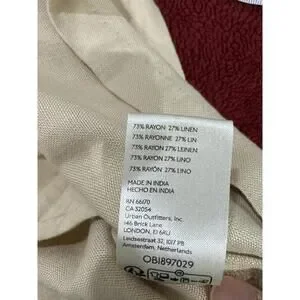 73% RAYON 27% LINEN
73% RAYONNE 27% LIN
73% RAYON 27% LEINEN
73% RAYON 27% LINO
73% RAYON 27% LINO
MADE IN INDIA
HECHO EN INDIA
RN 66170
CA 32054
Urban Outfitters, Inc.
146 Brick Lane
LONDON, E1 6RU
Leidsestraat 32, 1017 PB
Amsterdam, Netherlands
OBI897029